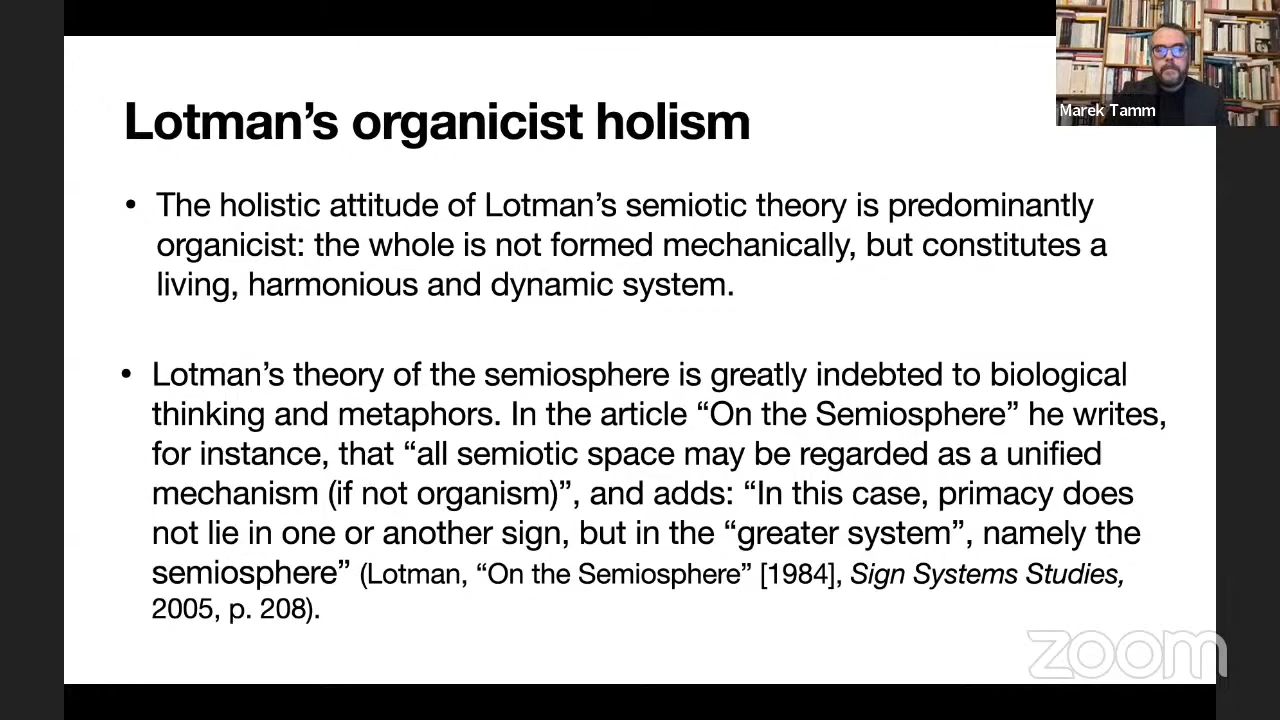 Marek Tamm
Lotman’s organicist holism
• The holistic attitude of Lotman’s semiotic theory is predominantly
organicist: the whole is not formed mechanically, but constitutes a
living, harmonious and dynamic system.
• Lotman’s theory of the semiosphere is greatly indebted to biological
thinking and metaphors. In the article “On the Semiosphere” he writes,
for instance, that “all semiotic space may be regarded as a unified
mechanism (if not organism)”, and adds: “In this case, primacy does
not lie in one or another sign, but in the “greater system”, namely the
semiosphere” (Lotman, “On the Semiosphere” [1984], Sign Systems Studies,
2005, p. 208).
zoom